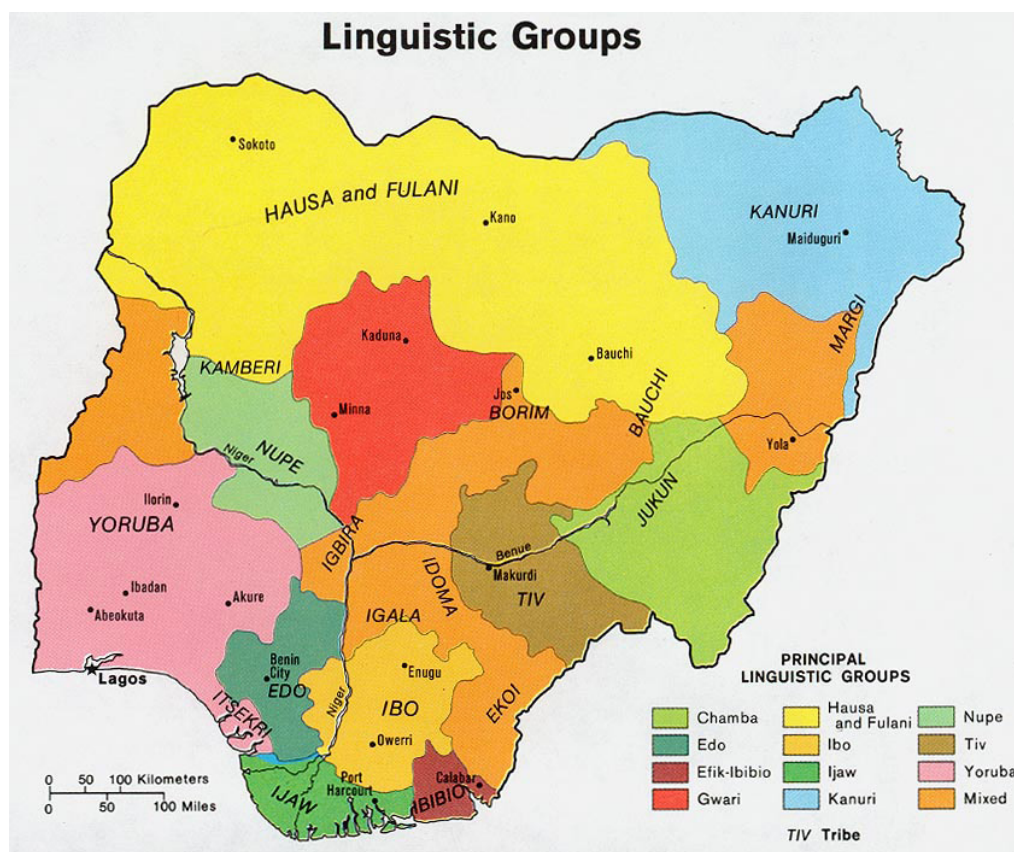 Linguistic Groups
Sokoto
HAUSA and FULANI
Kano
KANURI
Maiduguri
Kaduna
MARGI
KAMBERI
Bauchi
Jos
BORIM
BAUCHI
Minna
Niger
NUPE
Yola
Ilorin
YORUBA
JUKUN
IGBIRA
Benue
Makurdi
IDOMA
TIV
Ibadan
Abeokuta
Akure
IGALA
Lagos
Benin
City
EDO
Enugu
ITSEKRI
Niger
IBO
EKOI
Owerri
Port
Harcourt
IJAW
Calabar
IBIBIO
0 50 100 Kilometers
0 50 100 Miles
PRINCIPAL
LINGUISTIC GROUPS
Chamba
Edo
Efik-Ibibio
Gwari
Hausa
and Fulani
Ibo
Ijaw
Kanuri
Nupe
Tiv
Yoruba
Mixed
TIV Tribe